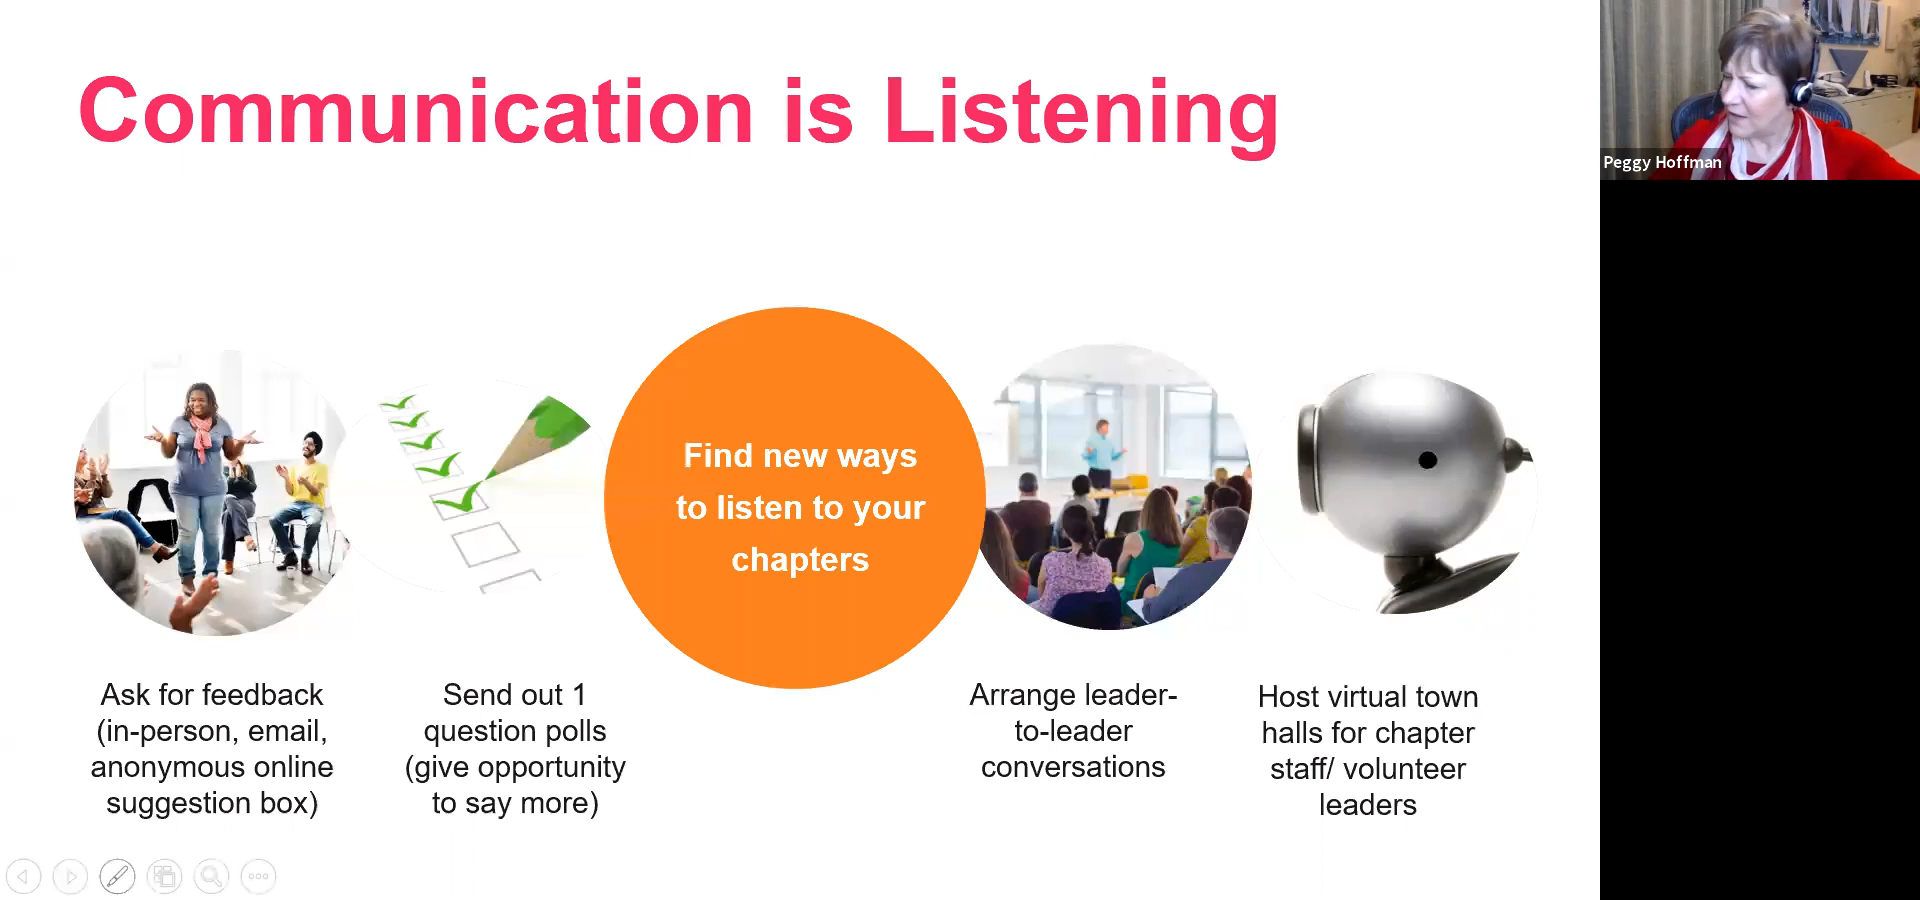 Communication is Listening
Peggy Hoffman
Find new ways
to listen to your
chapters
Ask for feedback
(in-person, email,
anonymous online
suggestion box)
Send out 1
question polls
(give opportunity
to say more)
Arrange leader-
to-leader
conversations
Host virtual town
halls for chapter
staff/ volunteer
leaders